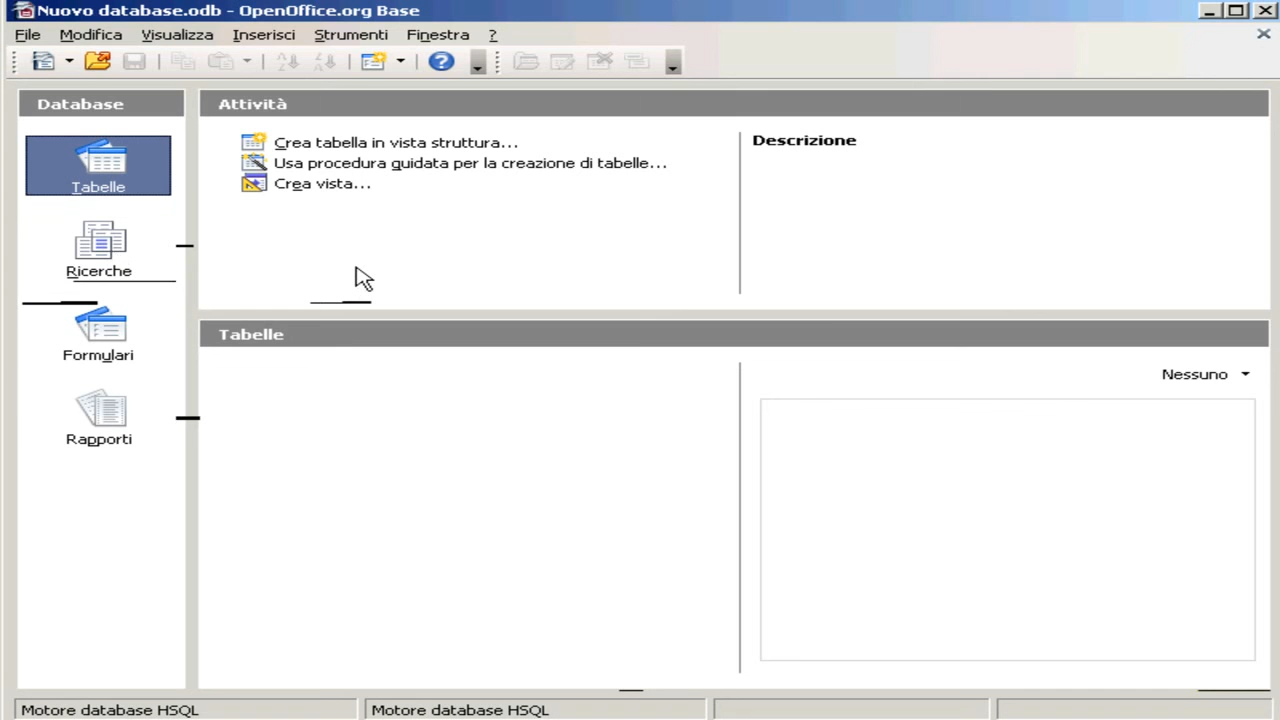 Nuovo database.odb - OpenOffice.org Base
File Modifica Visualizza Inserisci Strumenti Finestra ?
Database
Tabelle
Ricerche
Formulari
Rapporti
Attività
Crea tabella in vista struttura...
Usa procedura guidata per la creazione di tabelle...
Crea vista...
Descrizione
Tabelle
Nessuno
Motore database HSQL
Motore database HSQL